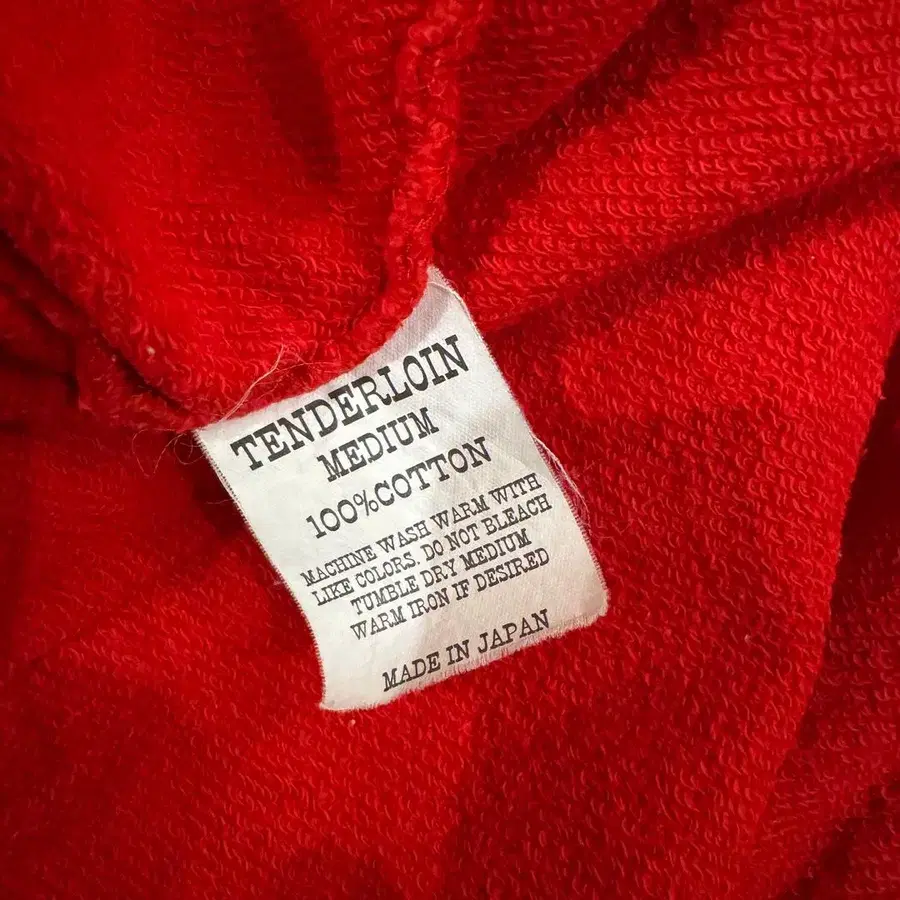 TENDERLOIN
MEDIUM
100%COTTON
MACHINE WASH WARM WITH
LIKE COLORS. DO NOT BLEACH
TUMBLE DRY MEDIUM
WARM IRON IF DESIRED
MADE IN JAPAN